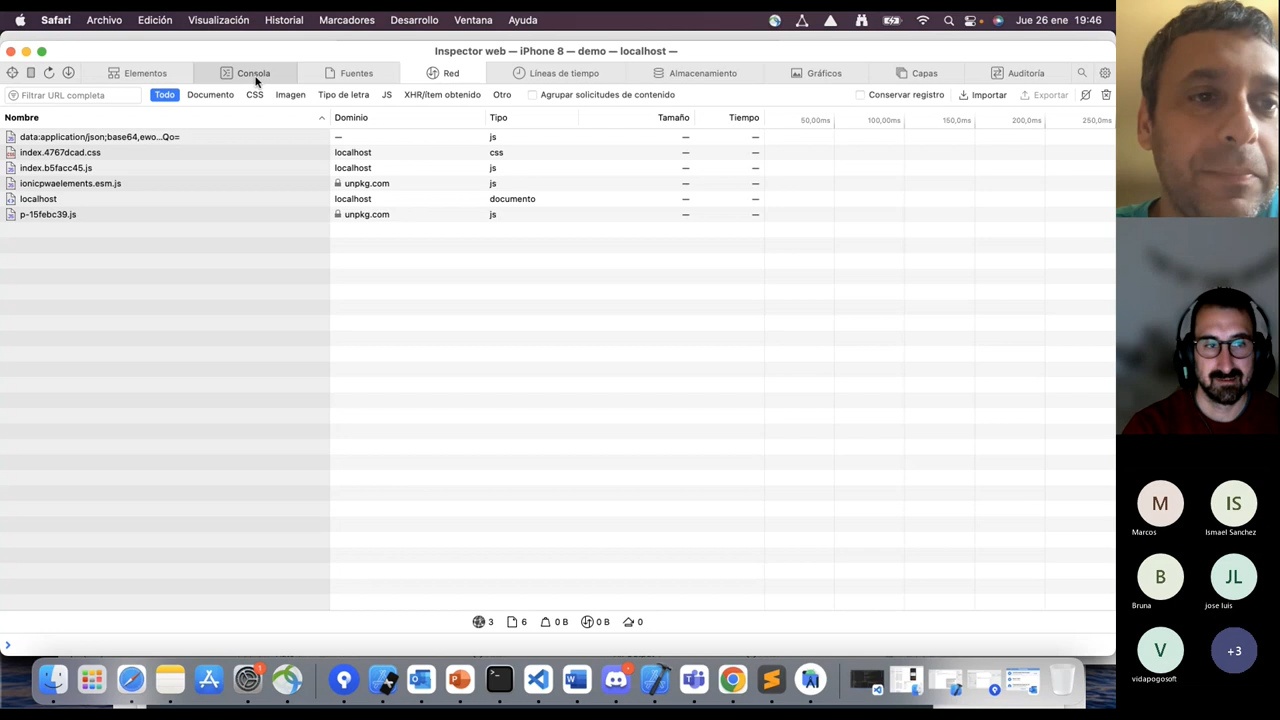 Safari Archivo Edición Visualización Historial Marcadores Desarrollo Ventana Ayuda Jue 26 ene 19:46
Inspector web — iPhone 8 — demo — localhost —
Elementos Consola Fuentes Red Líneas de tiempo Almacenamiento Gráficos Capas Auditoría
Filtrar URL completa Todo Documento CSS Imagen Tipo de letra JS XHR/ítem obtenido Otro Agrupar solicitudes de contenido Conservar registro Importar Exportar
Nombre Dominio Tipo Tamaño Tiempo 50,00ms 100,00ms 150,0ms 200,0ms 250,0ms
data:application/json;base64,ewo...Qo= — js
index.4767dcad.css localhost css — —
index.b5facc45.js localhost js — —
ionicpwaelements.esm.js unpkg.com js — —
localhost localhost documento — —
p-15febc39.js unpkg.com js — —
3 6 0 B 0 B 0
>
M IS
Marcos Ismael Sanchez
B JL
Bruna jose luis
V +3
vidapogosoft
1